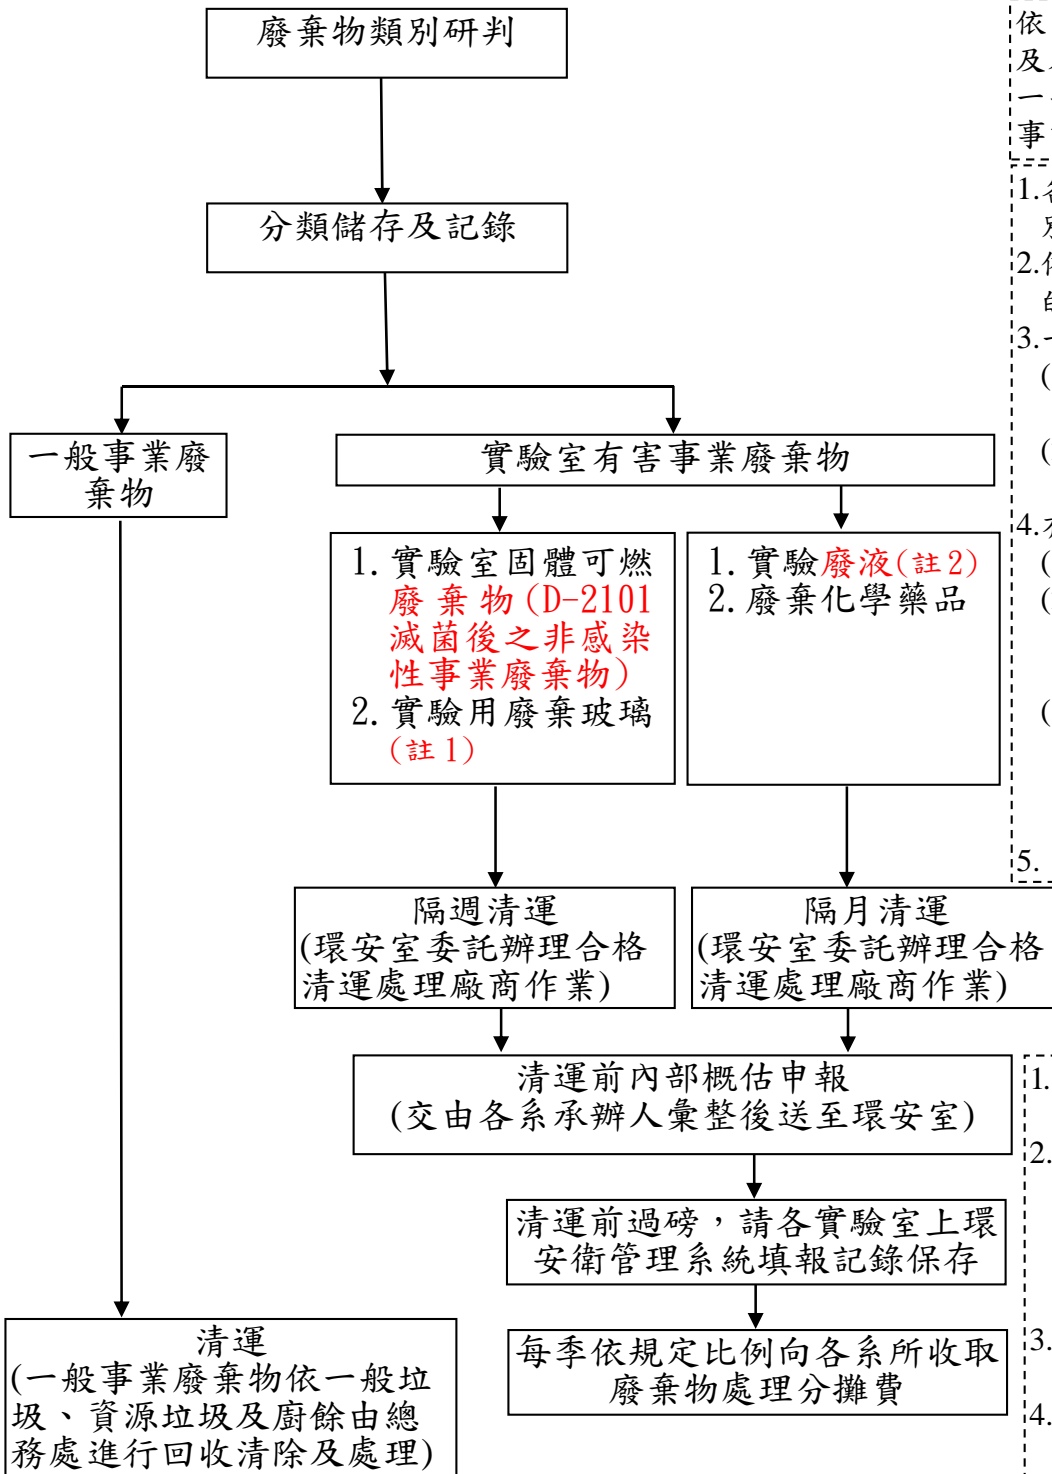 廢棄物類別研判
分類儲存及記錄
一般事業廢
棄物
實驗室有害事業廢棄物
1. 實驗室固體可燃
廢棄物(D-2101
滅菌後之非感染
性事業廢棄物)
2. 實驗用廢棄玻璃
(註1)
1. 實驗廢液(註2)
2. 廢棄化學藥品
隔週清運
(環安室委託辦理合格
清運處理廠商作業)
隔月清運
(環安室委託辦理合格
清運處理廠商作業)
清運前內部概估申報
(交由各系承辦人彙整後送至環安室)
清運前過磅，請各實驗室上環
安衛管理系統填報記錄保存
每季依規定比例向各系所收取
廢棄物處理分攤費
清運
(一般事業廢棄物依一般垃
圾、資源垃圾及廚餘由總
務處進行回收清除及處理)
依
及
一
事
1.
2.
3.
(
(
4.
(
(
(
5.
1.
2.
3.
4.